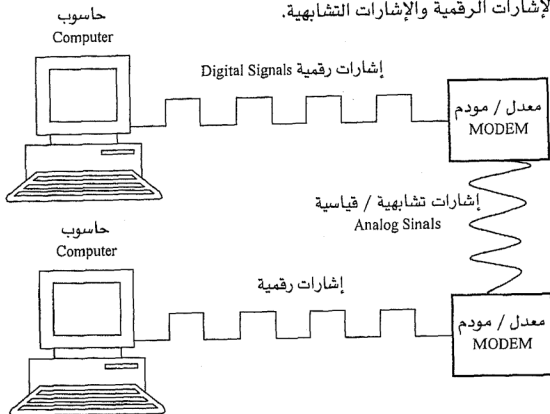 لإشارات الرقمية والإشارات التشابهية.
حاسوب
Computer
إشارات رقمية Digital Signals
معدل / مودم
MODEM
إشارات تشابهية / قياسية
Analog Sinals
حاسوب
Computer
إشارات رقمية
معدل / مودم
MODEM